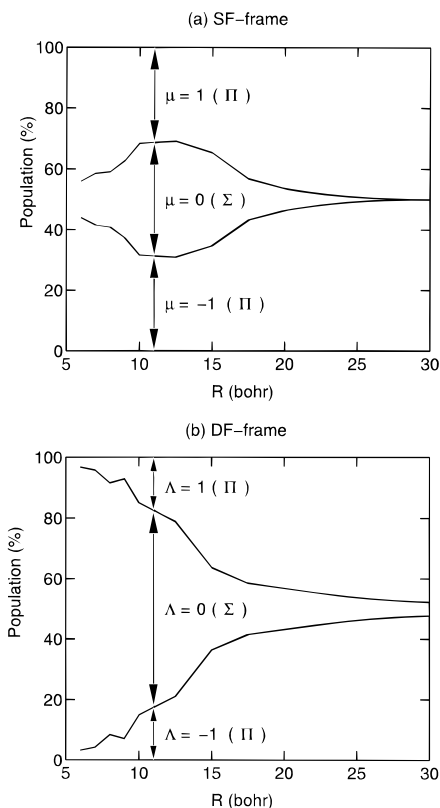 (a) SF−frame
100
80
60
40
20
0
Population (%)
μ = 1 ( Π )
μ = 0 ( Σ )
μ = −1 ( Π )
5 10 15 20 25 30
R (bohr)
(b) DF−frame
100
80
60
40
20
0
Population (%)
Λ = 1 ( Π )
Λ = 0 ( Σ )
Λ = −1 ( Π )
5 10 15 20 25 30
R (bohr)